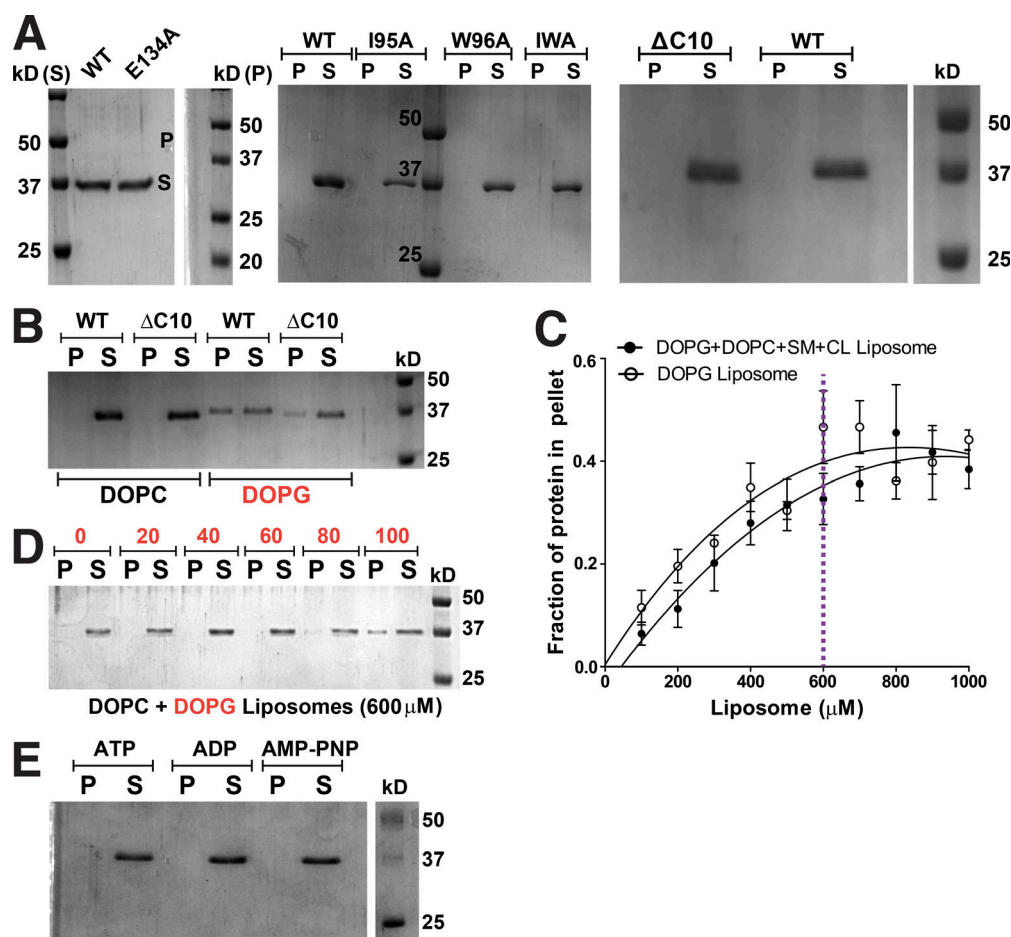 A
kD (S) WT E134A kD (P)
50 P 50
37 S 37
25 25
20
WT I95A W96A IWA
P S P S P S P S
50
37
25
ΔC10 WT
P S P S kD
50
37
25
B
WT ΔC10 WT ΔC10
P S P S P S P S kD
50
37
25
DOPC DOPG
C
DOPG+DOPC+SM+CL Liposome
DOPG Liposome
Fraction of protein in pellet
0.6
0.4
0.2
0.0
0 200 400 600 800 1000
Liposome (μM)
D
0 20 40 60 80 100
P S P S P S P S P S P S kD
50
37
25
DOPC + DOPG Liposomes (600 μM)
E
ATP ADP AMP-PNP
P S P S P S kD
50
37
25